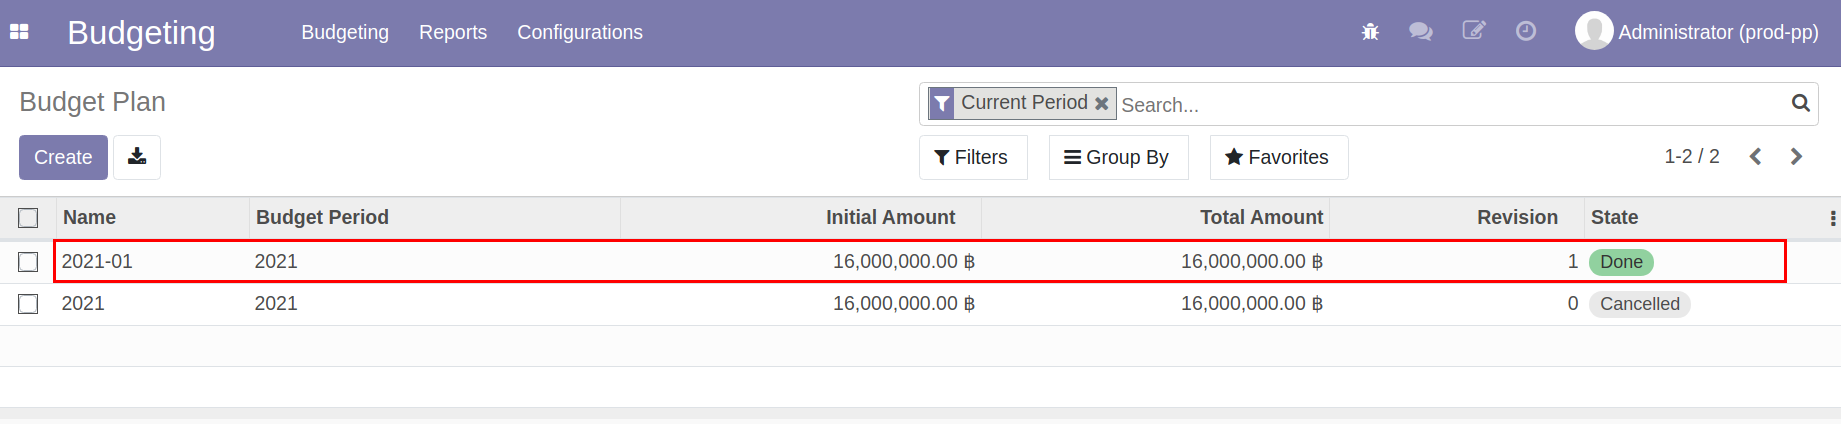 Budgeting Budgeting Reports Configurations Administrator (prod-pp)
Budget Plan Current Period Search...
Create Filters Group By Favorites 1-2 / 2
Name Budget Period Initial Amount Total Amount Revision State
2021-01 2021 16,000,000.00 ฿ 16,000,000.00 ฿ 1 Done
2021 2021 16,000,000.00 ฿ 16,000,000.00 ฿ 0 Cancelled